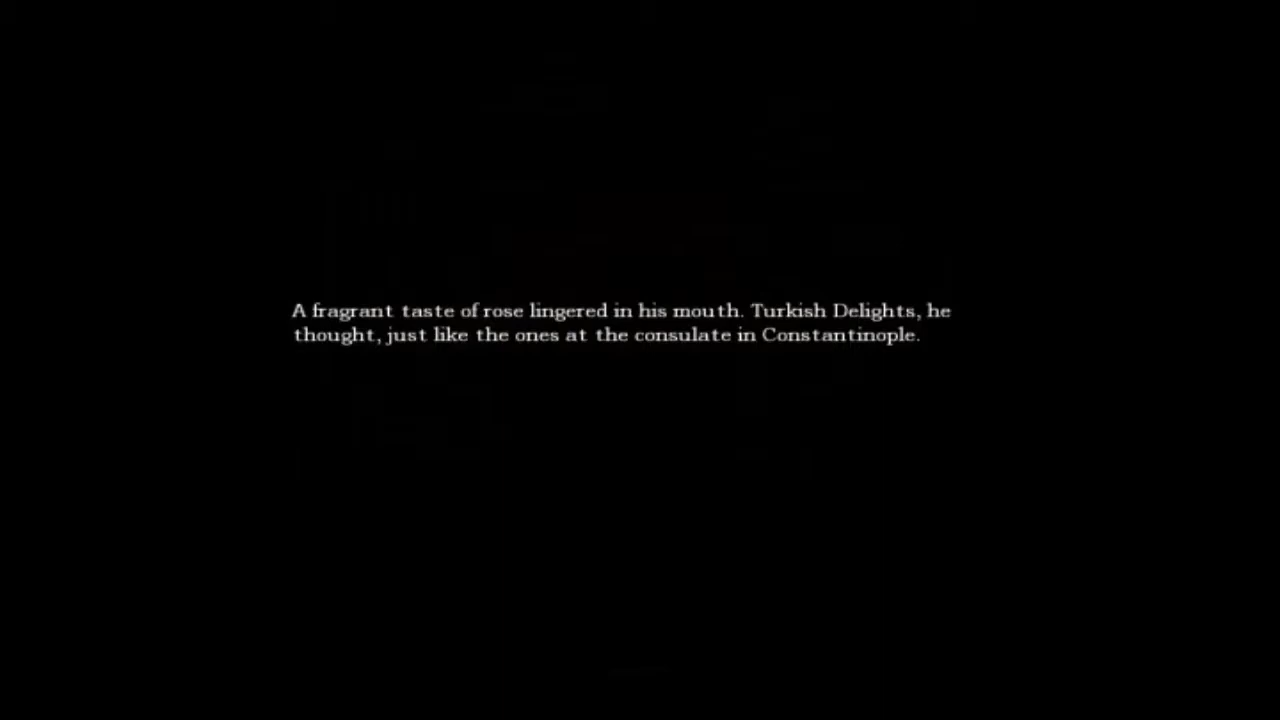 A fragrant taste of rose lingered in his mouth. Turkish Delights, he
thought, just like the ones at the consulate in Constantinople.